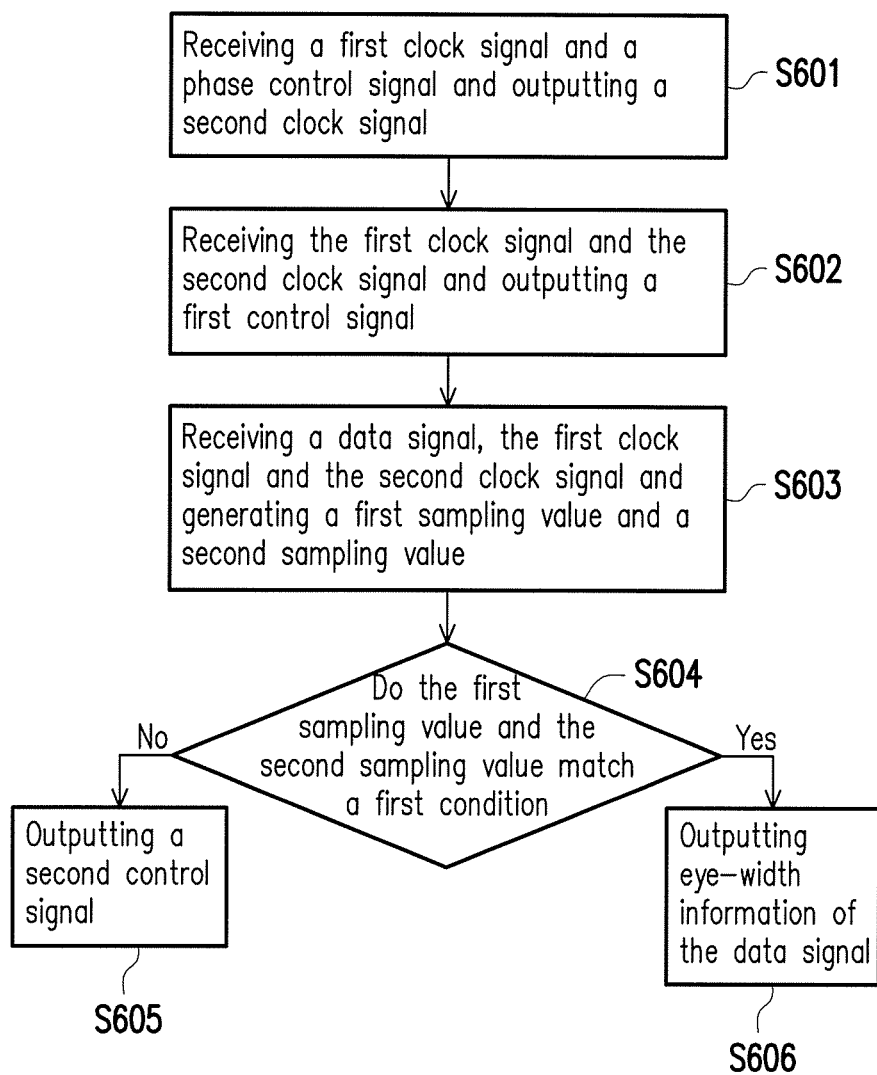 Receiving a first clock signal and a
phase control signal and outputting a
second clock signal
S601
Receiving the first clock signal and the
second clock signal and outputting a
first control signal
S602
Receiving a data signal, the first clock
signal and the second clock signal and
generating a first sampling value and a
second sampling value
S603
S604
Do the first
sampling value and the
second sampling value match
a first condition
No
Yes
Outputting a
second control
signal
S605
Outputting
eye-width
information of
the data signal
S606